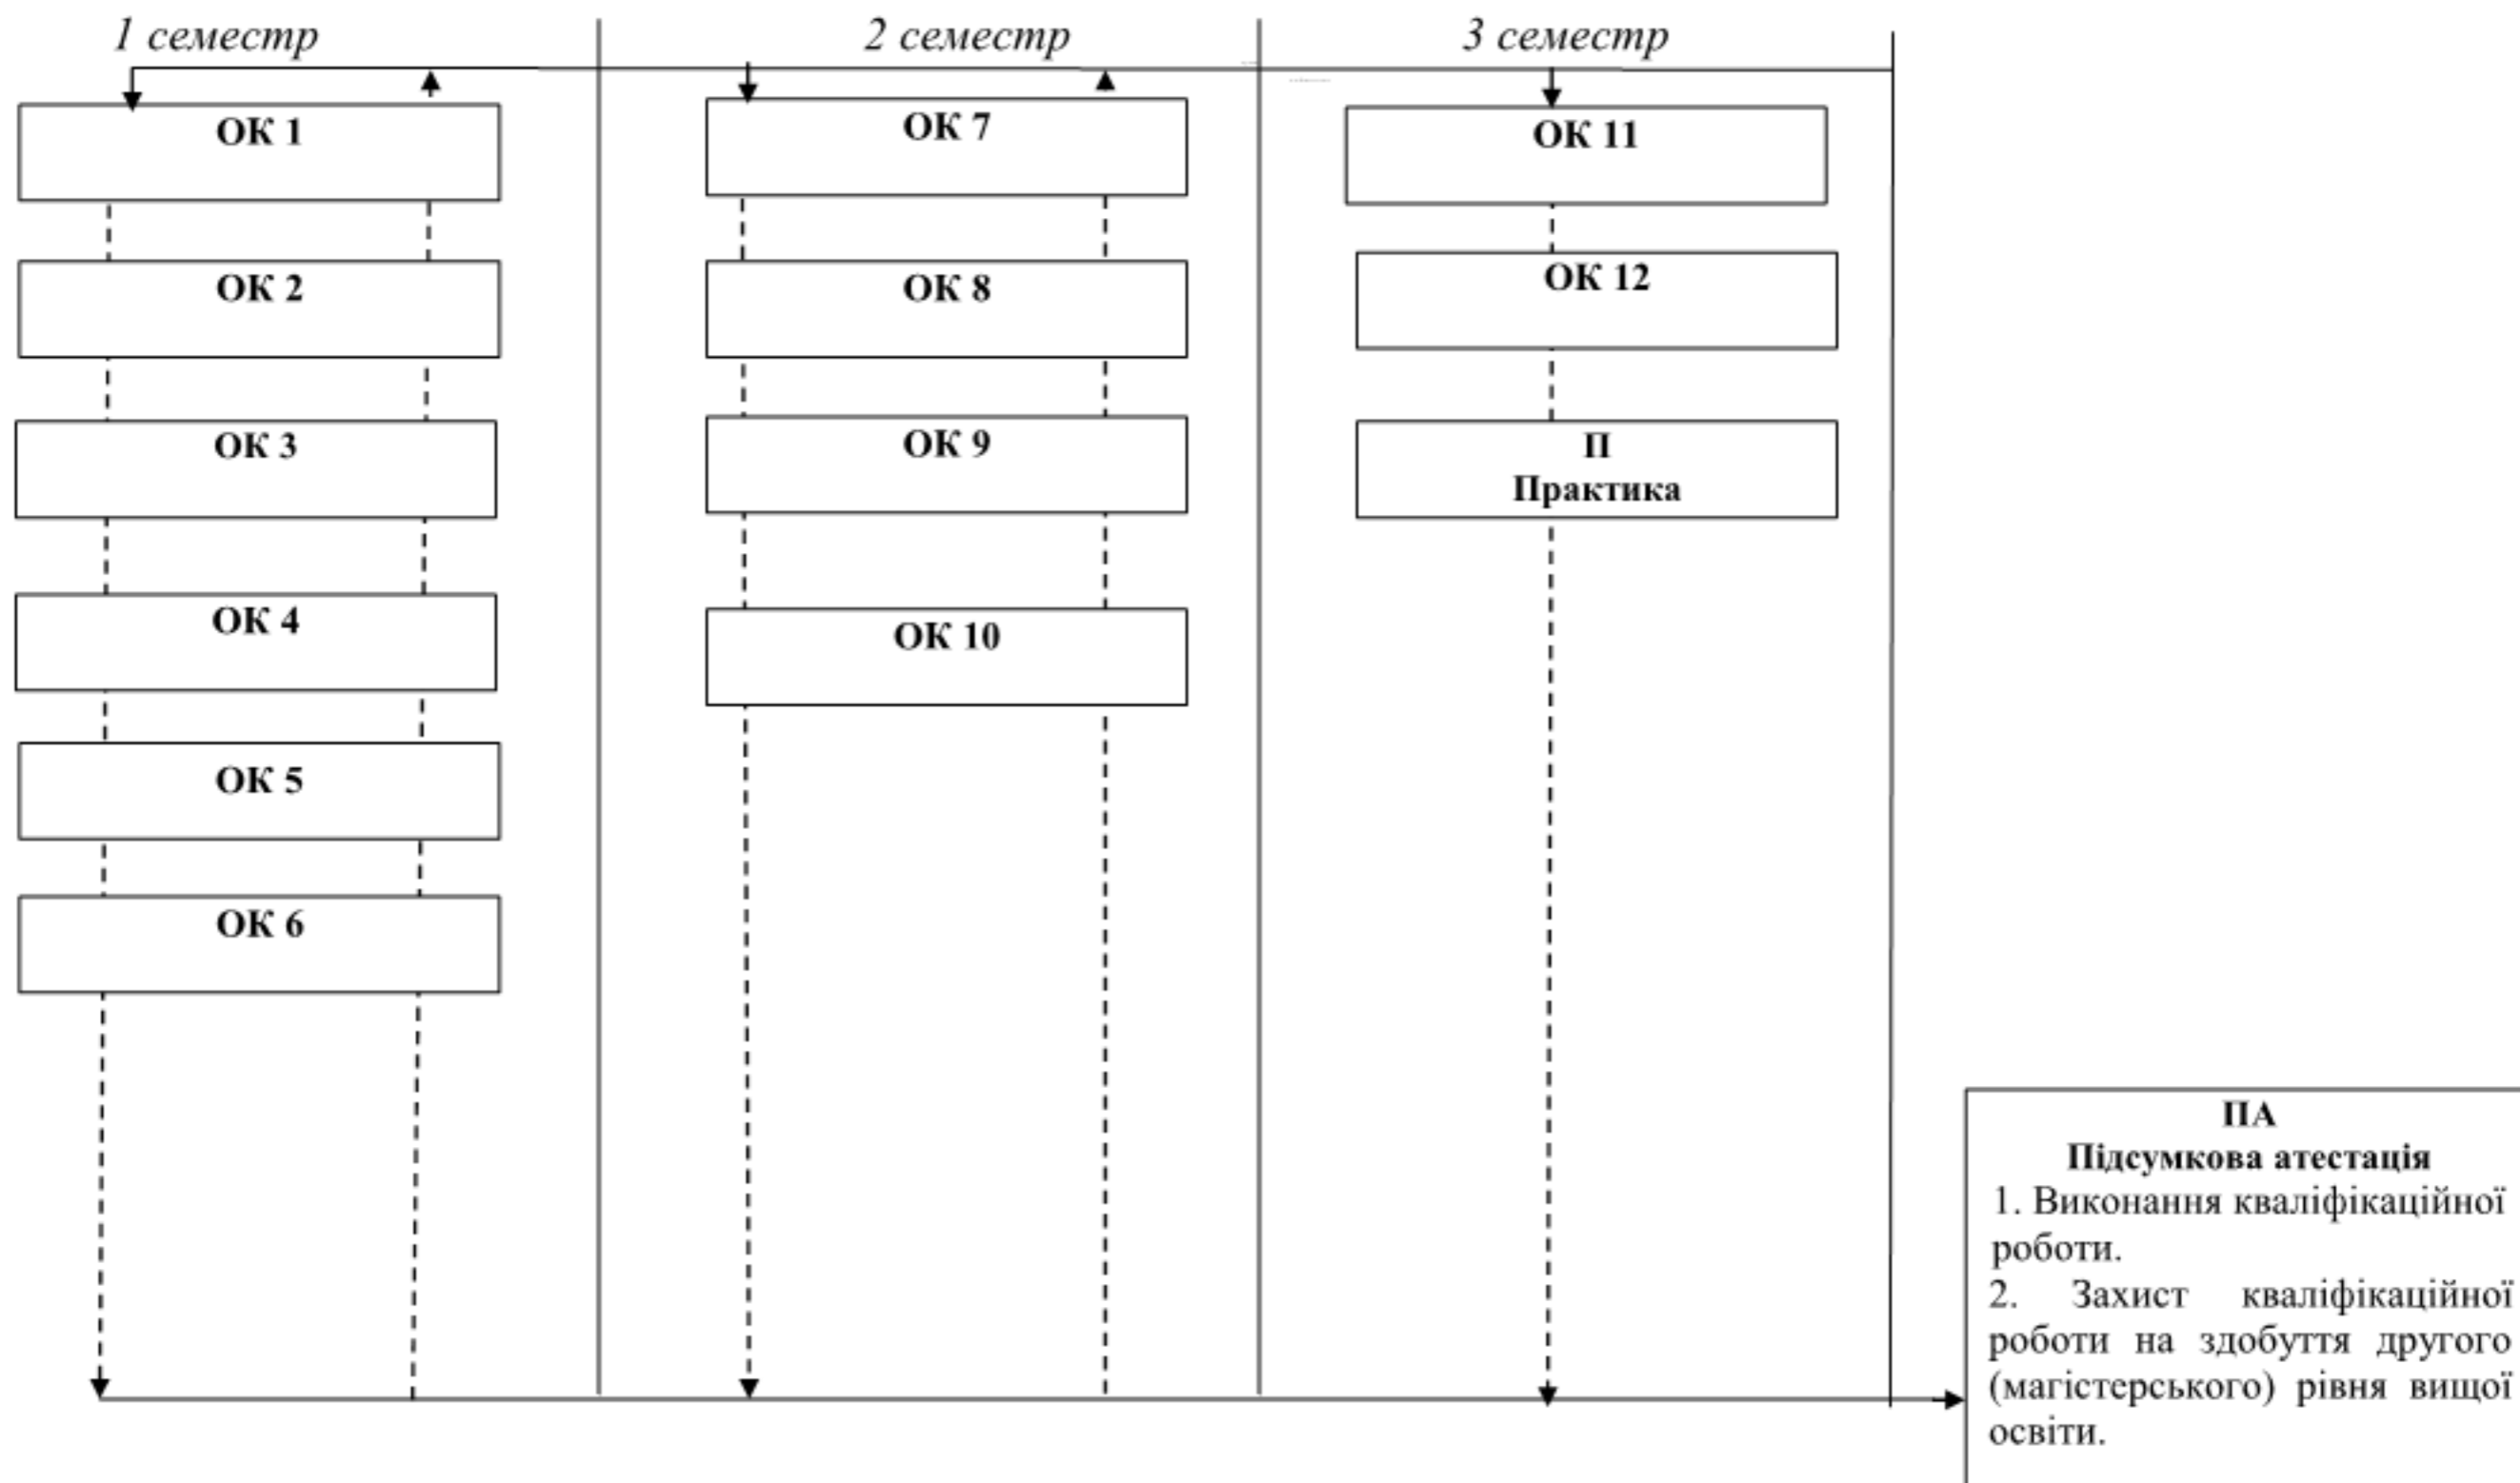 1 семестр
2 семестр
3 семестр
ОК 1
ОК 2
ОК 3
ОК 4
ОК 5
ОК 6
ОК 7
ОК 8
ОК 9
ОК 10
ОК 11
ОК 12
П
Практика
ПА
Підсумкова атестація
1. Виконання кваліфікаційної
роботи.
2. Захист кваліфікаційної
роботи на здобуття другого
(магістерського) рівня вищої
освіти.